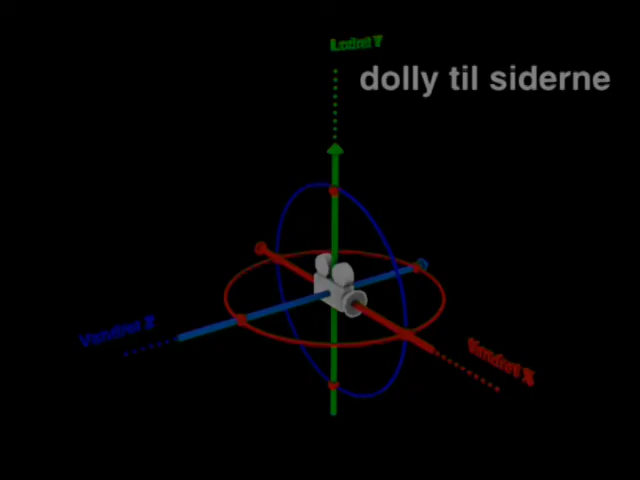 Lodret Y
dolly til siderne
Vandret Z
Vandret X